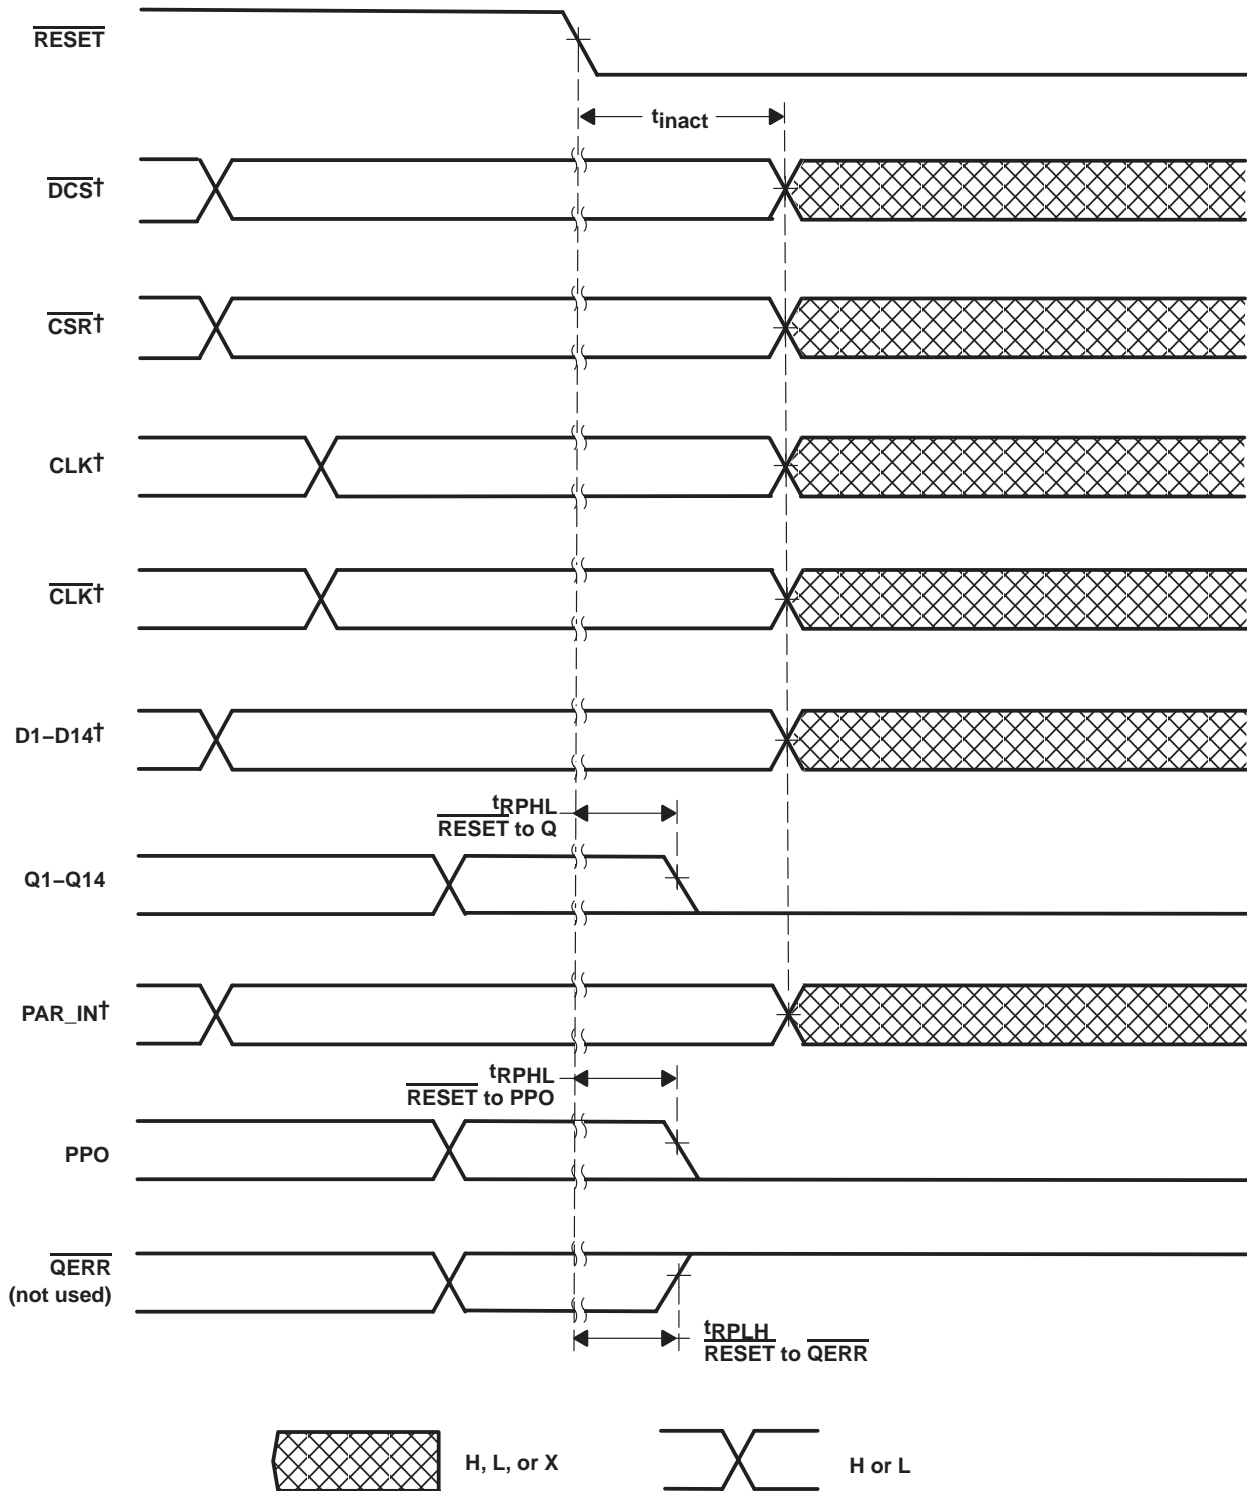 RESET
tinact
DCS†
CSR†
CLK†
CLK†
D1–D14†
tRPHL
RESET to Q
Q1–Q14
PAR_IN†
tRPHL
RESET to PPO
PPO
QERR
(not used)
tRPLH
RESET to QERR
H, L, or X
H or L